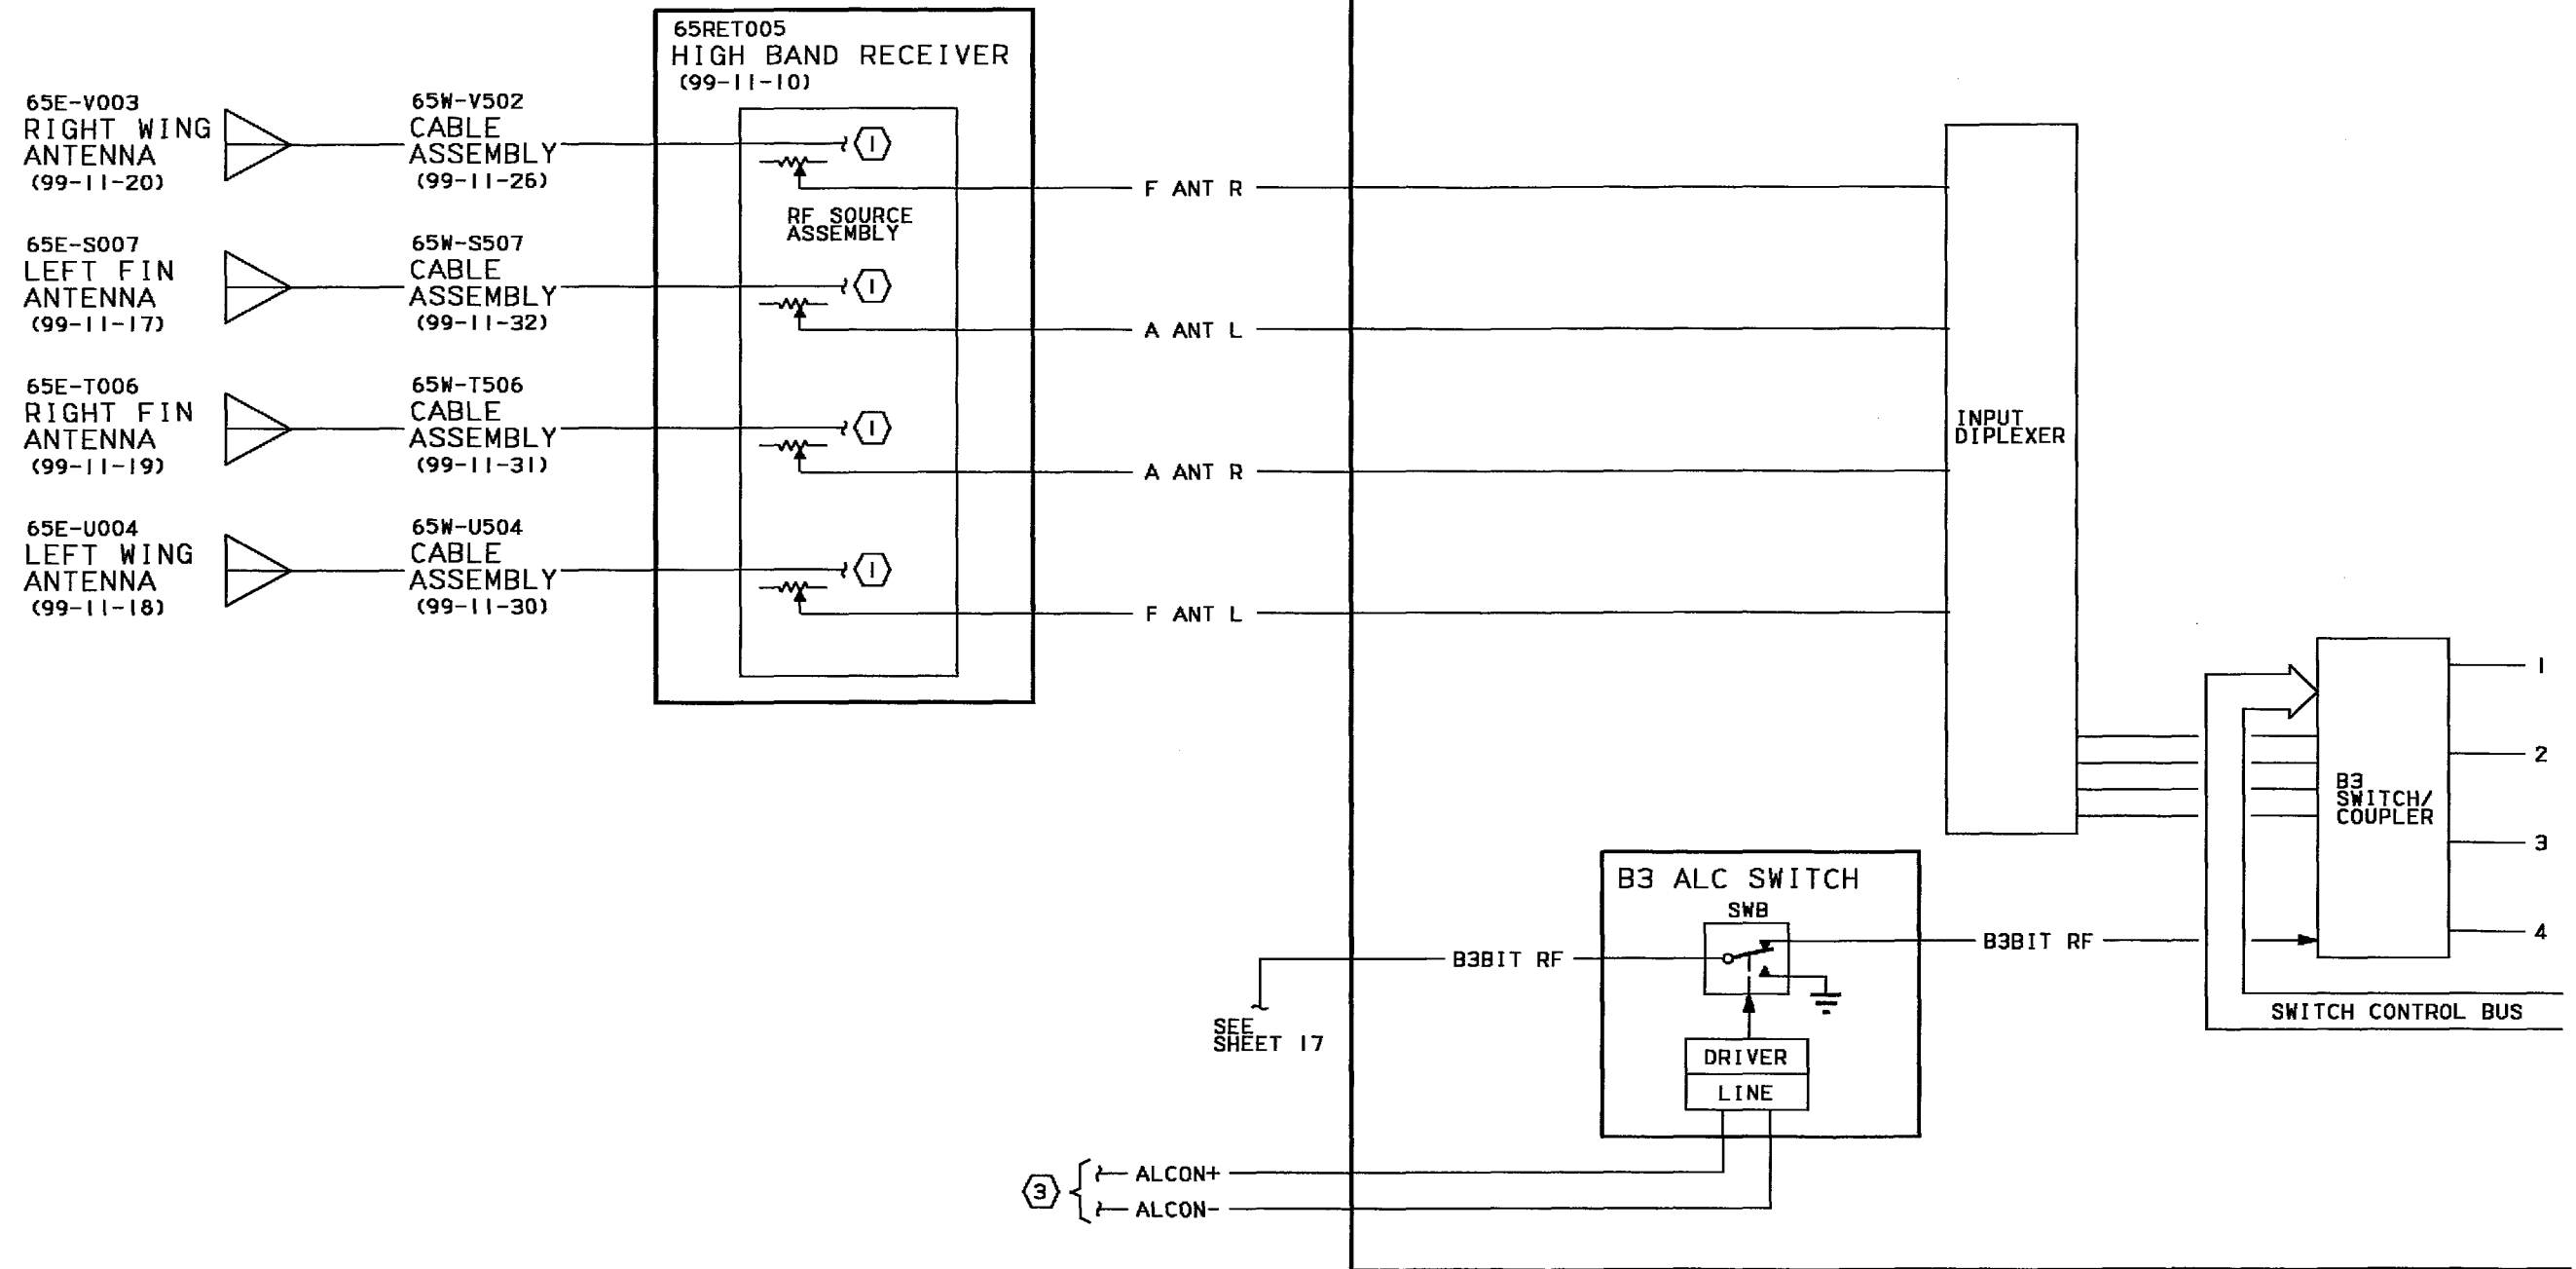 65RET005
HIGH BAND RECEIVER
(99-11-10)
65E-V003
RIGHT WING
ANTENNA
(99-11-20)
65W-V502
CABLE
ASSEMBLY
(99-11-26)
1
F ANT R
RF SOURCE
ASSEMBLY
65E-S007
LEFT FIN
ANTENNA
(99-11-17)
65W-S507
CABLE
ASSEMBLY
(99-11-32)
1
A ANT L
65E-T006
RIGHT FIN
ANTENNA
(99-11-19)
65W-T506
CABLE
ASSEMBLY
(99-11-31)
1
A ANT R
65E-U004
LEFT WING
ANTENNA
(99-11-18)
65W-U504
CABLE
ASSEMBLY
(99-11-30)
1
F ANT L
INPUT
DIPLEXER
B3
SWITCH/
COUPLER
1
2
3
4
SWITCH CONTROL BUS
B3 ALC SWITCH
SWB
B3BIT RF
B3BIT RF
SEE
SHEET 17
DRIVER
LINE
3
ALCON+
ALCON-